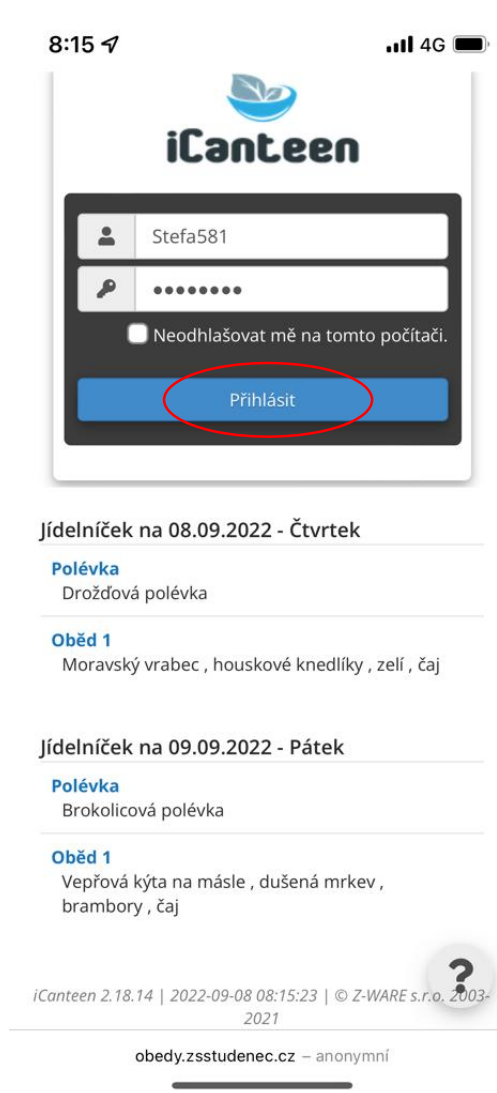 8:15
4G
iCanteen
Stefa581
••••••••
Neodhlašovat mě na tomto počítači.
Přihlásit
Jídelníček na 08.09.2022 - Čtvrtek
Polévka
Drožďová polévka
Oběd 1
Moravský vrabec , houskové knedlíky , zelí , čaj
Jídelníček na 09.09.2022 - Pátek
Polévka
Brokolicová polévka
Oběd 1
Vepřová kýta na másle , dušená mrkev ,
brambory , čaj
?
iCanteen 2.18.14 | 2022-09-08 08:15:23 | © Z-WARE s.r.o. 2003-
2021
obedy.zsstudenec.cz – anonymní